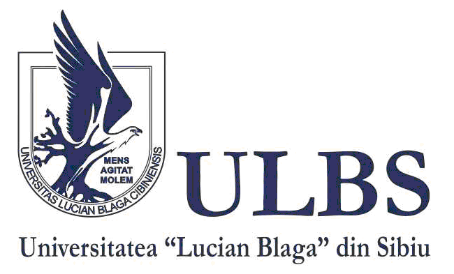 MENS
AGITAT
MOLEM
UNIVERSITAS LUCIAN BLAGA CIBINIENSIS
ULBS
Universitatea “Lucian Blaga” din Sibiu